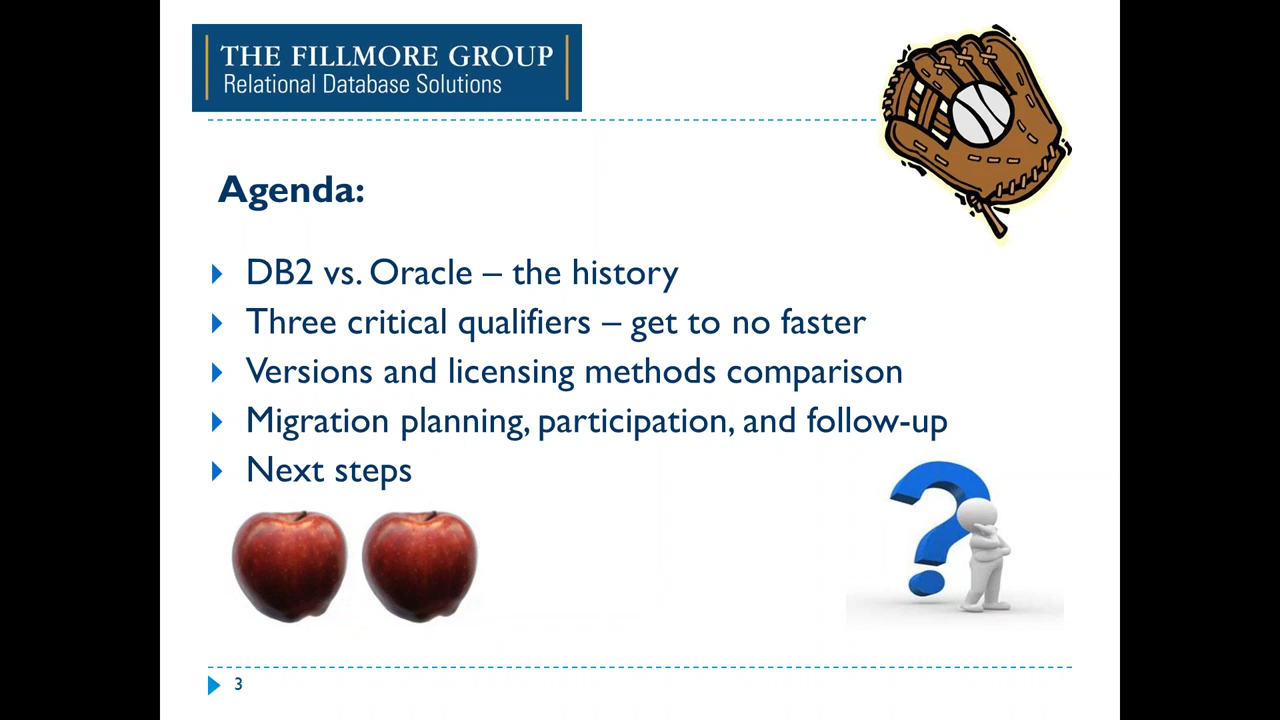 THE FILLMORE GROUP
Relational Database Solutions
Agenda:
DB2 vs. Oracle – the history
Three critical qualifiers – get to no faster
Versions and licensing methods comparison
Migration planning, participation, and follow-up
Next steps
3